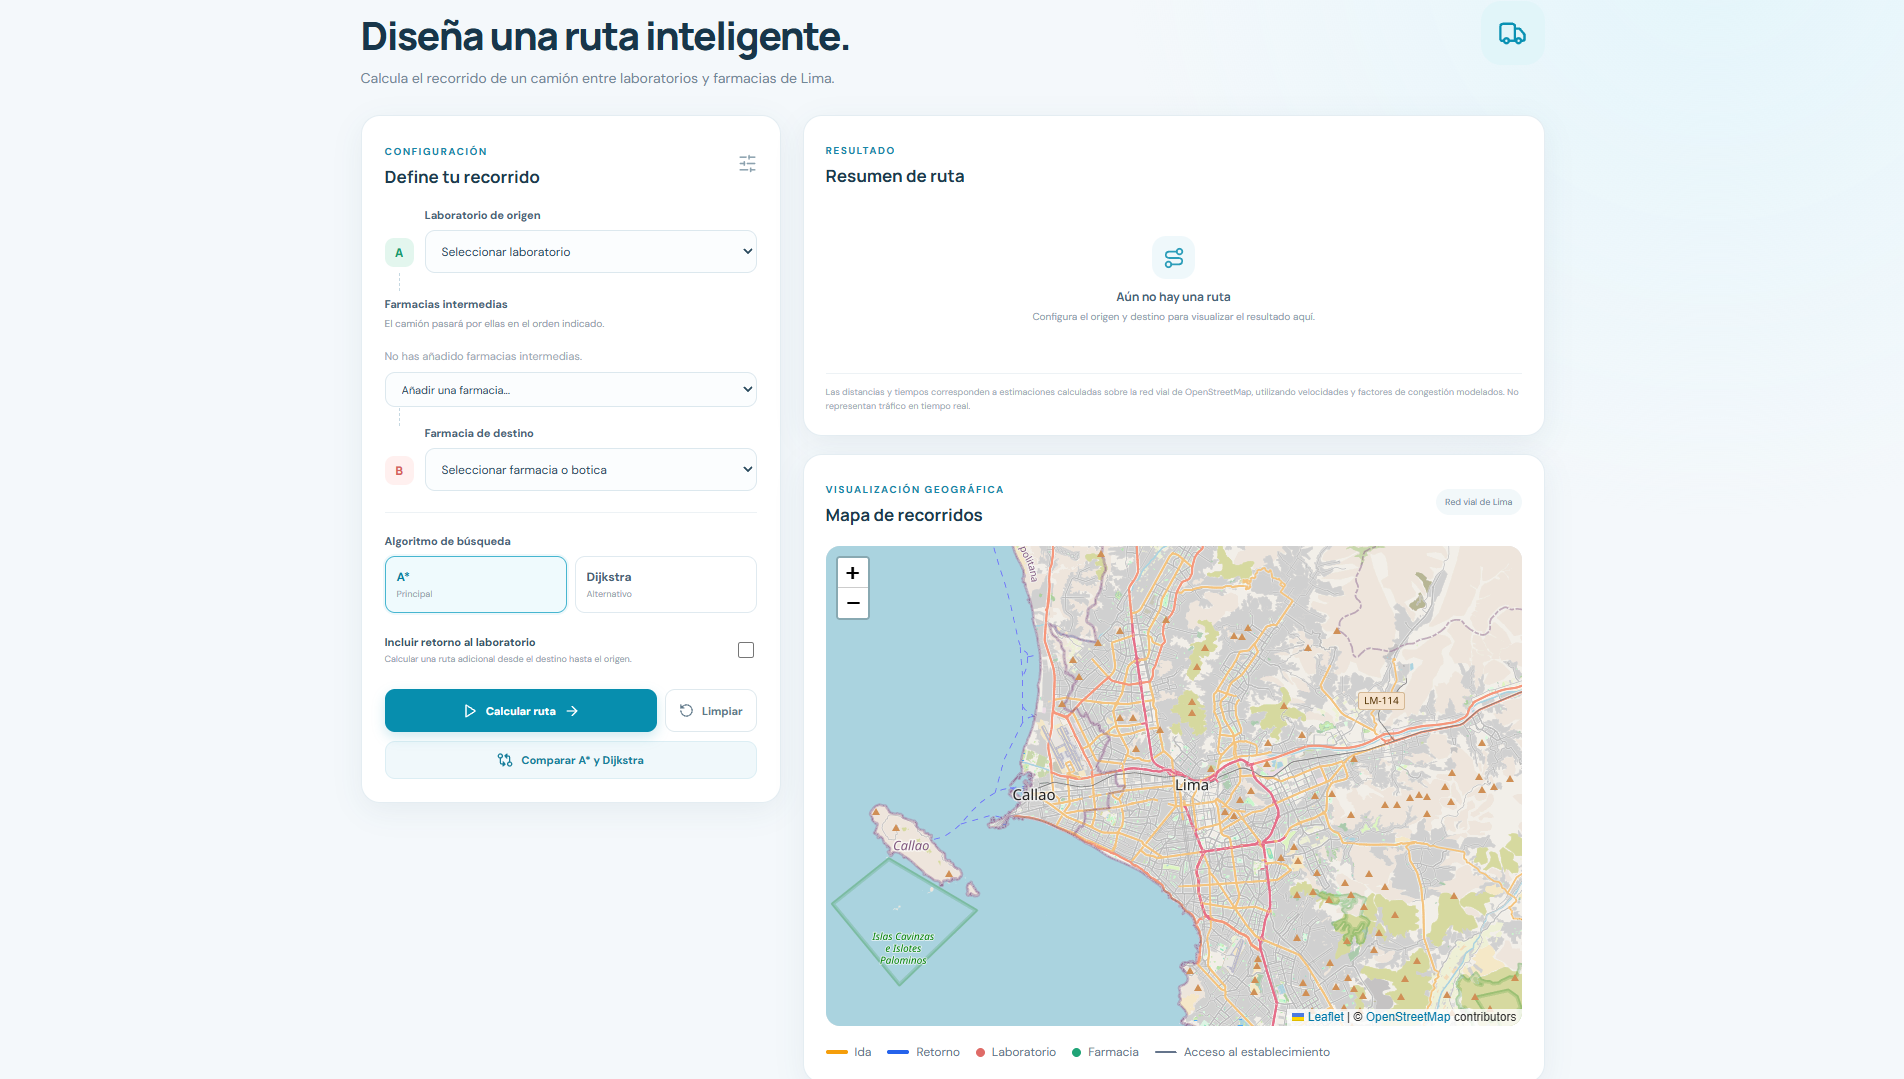 Diseña una ruta inteligente.
Calcula el recorrido de un camión entre laboratorios y farmacias de Lima.
CONFIGURACIÓN
Define tu recorrido
Laboratorio de origen
A
Seleccionar laboratorio
Farmacias intermedias
El camión pasará por ellas en el orden indicado.
No has añadido farmacias intermedias.
Añadir una farmacia...
Farmacia de destino
B
Seleccionar farmacia o botica
Algoritmo de búsqueda
A*
Principal
Dijkstra
Alternativo
Incluir retorno al laboratorio
Calcular una ruta adicional desde el destino hasta el origen.
Calcular ruta
Limpiar
Comparar A* y Dijkstra
RESULTADO
Resumen de ruta
Aún no hay una ruta
Configura el origen y destino para visualizar el resultado aquí.
Las distancias y tiempos corresponden a estimaciones calculadas sobre la red vial de OpenStreetMap, utilizando velocidades y factores de congestión modelados. No
representan tráfico en tiempo real.
VISUALIZACIÓN GEOGRÁFICA
Mapa de recorridos
Red vial de Lima
+
−
politana
LM-114
Lima
Callao
Callao
Islas Cavinzas
e Islotes
Palominos
Leaflet | © OpenStreetMap contributors
Ida
Retorno
Laboratorio
Farmacia
Acceso al establecimiento